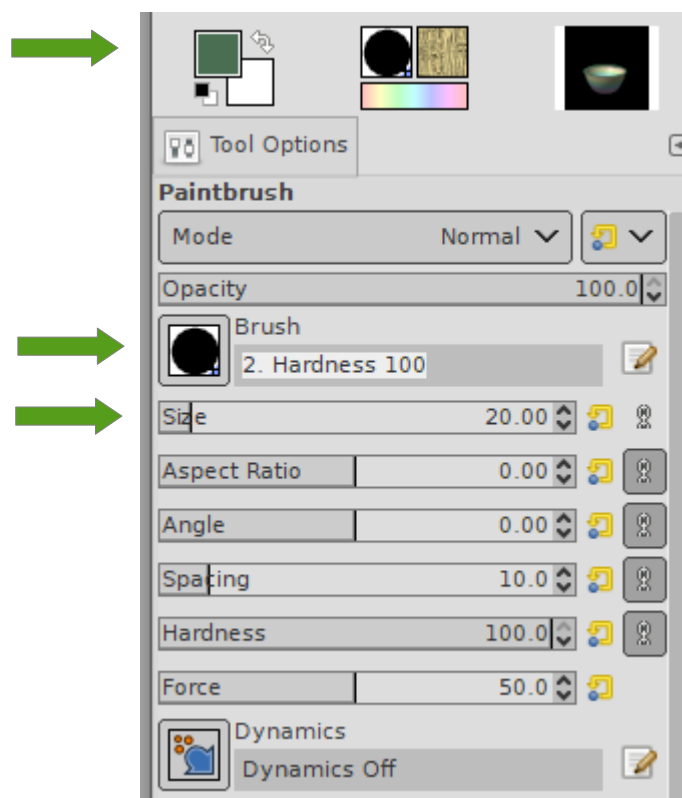 Tool Options
Paintbrush
Mode Normal
Opacity 100.0
Brush
2. Hardness 100
Size 20.00
Aspect Ratio 0.00
Angle 0.00
Spacing 10.0
Hardness 100.0
Force 50.0
Dynamics
Dynamics Off